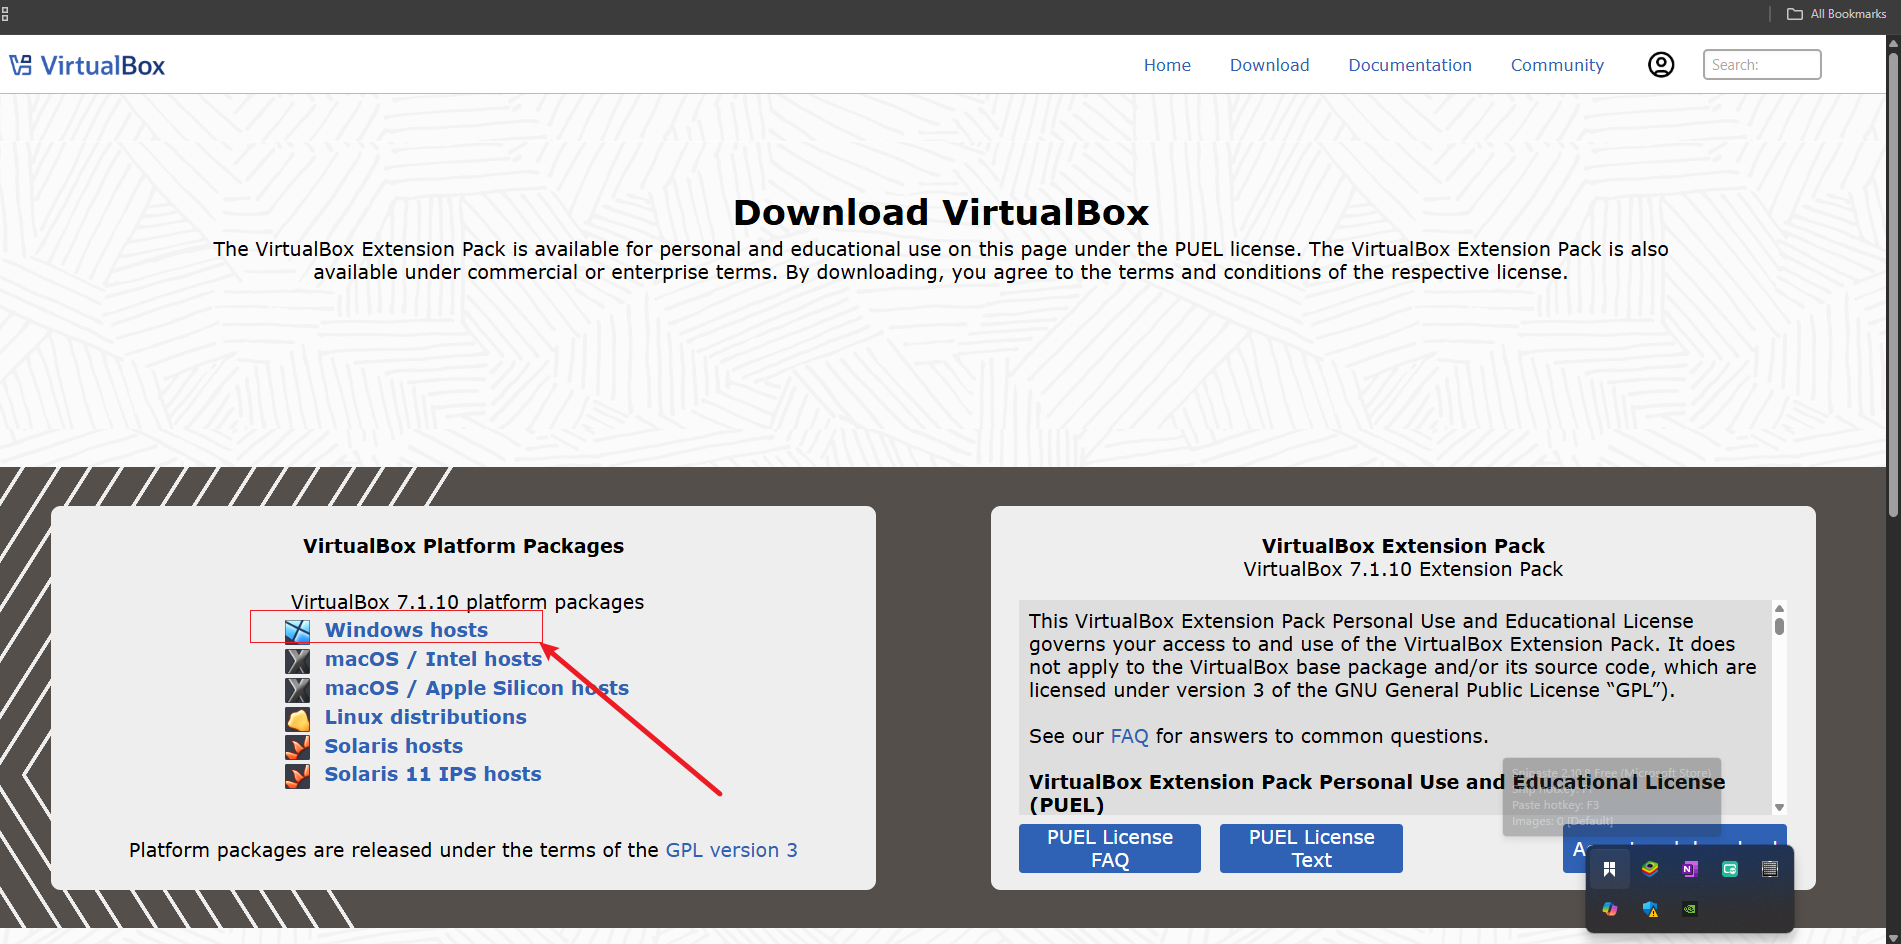 All Bookmarks
VirtualBox
Home
Download
Documentation
Community
Search:
Download VirtualBox
The VirtualBox Extension Pack is available for personal and educational use on this page under the PUEL license. The VirtualBox Extension Pack is also
available under commercial or enterprise terms. By downloading, you agree to the terms and conditions of the respective license.
VirtualBox Platform Packages
VirtualBox 7.1.10 platform packages
Windows hosts
macOS / Intel hosts
macOS / Apple Silicon hosts
Linux distributions
Solaris hosts
Solaris 11 IPS hosts
Platform packages are released under the terms of the GPL version 3
VirtualBox Extension Pack
VirtualBox 7.1.10 Extension Pack
This VirtualBox Extension Pack Personal Use and Educational License
governs your access to and use of the VirtualBox Extension Pack. It does
not apply to the VirtualBox base package and/or its source code, which are
licensed under version 3 of the GNU General Public License “GPL”).
See our FAQ for answers to common questions.
VirtualBox Extension Pack Personal Use and Educational License
(PUEL)
Free (Microsoft Store)
Snip hotkey:
Paste hotkey: F3
Images: 0 [Default]
PUEL License
FAQ
PUEL License
Text